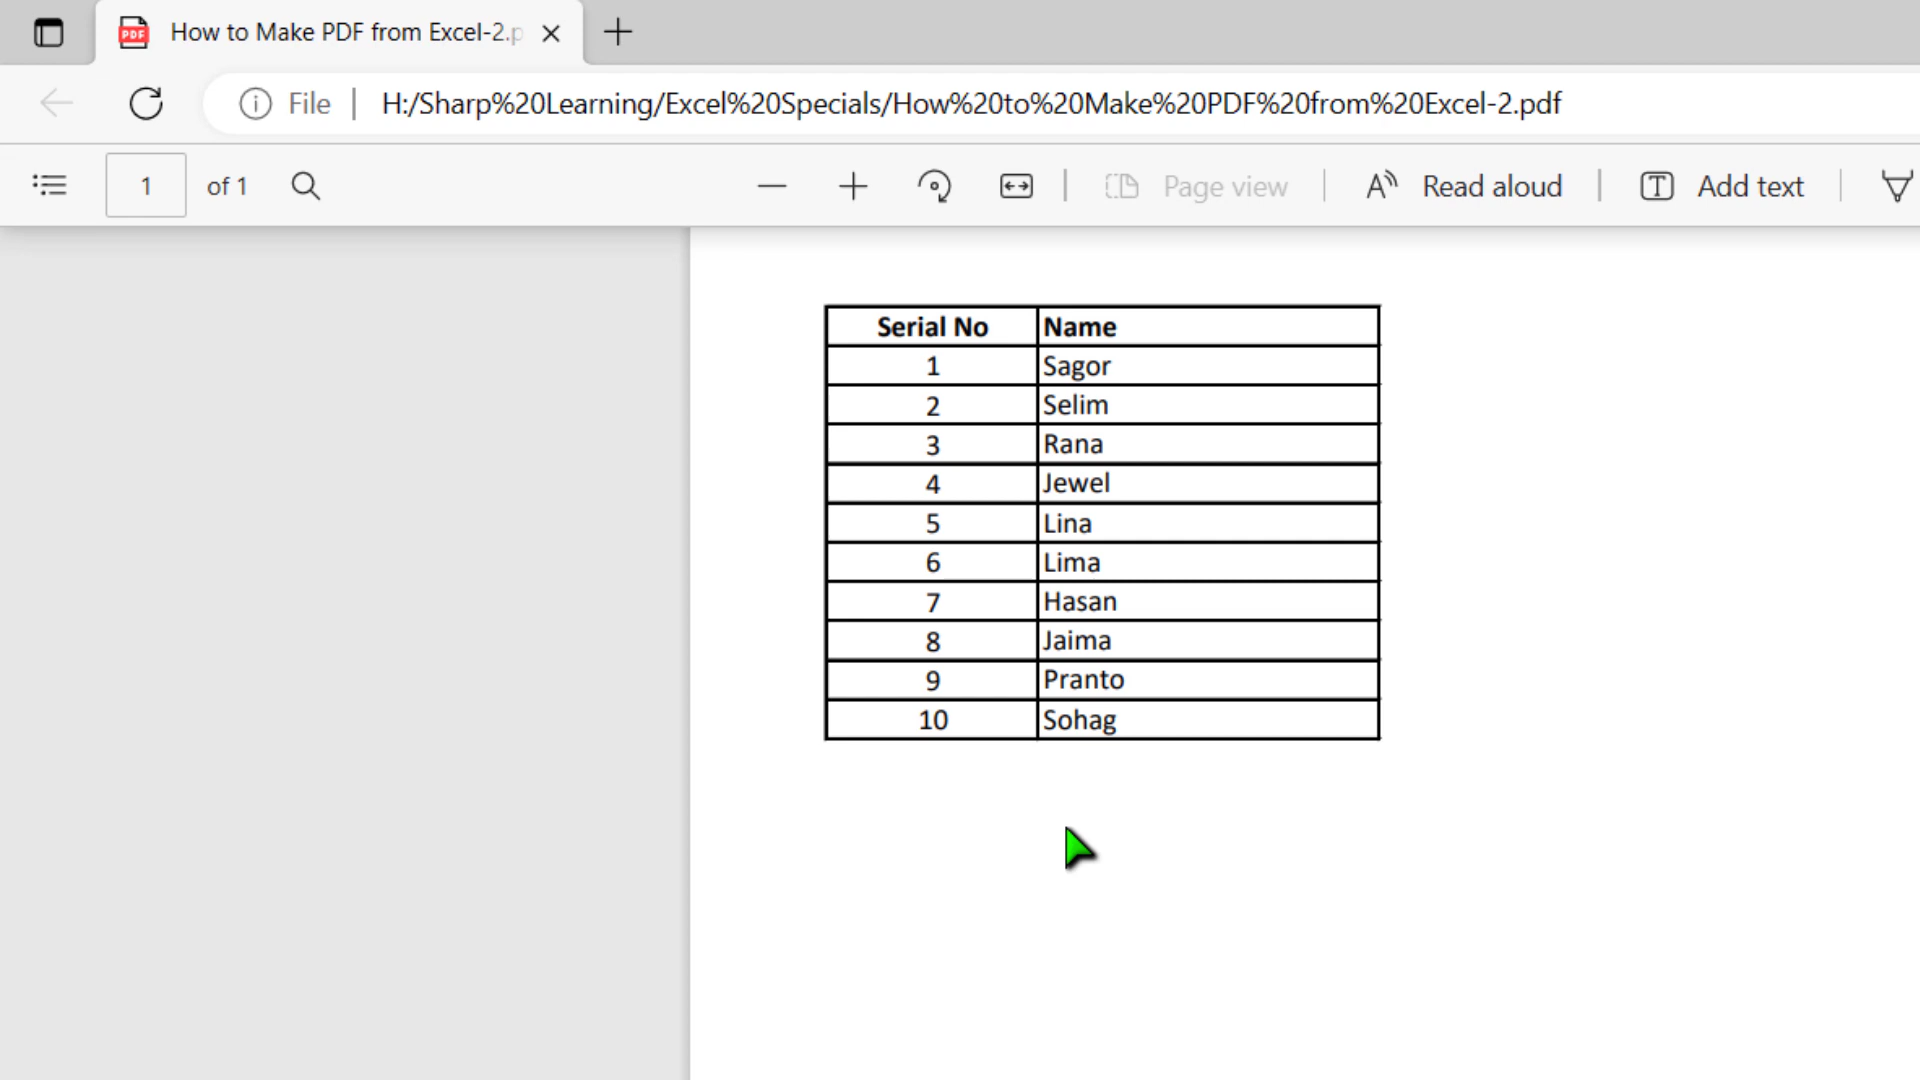 How to Make PDF from Excel-2.p
File | H:/Sharp%20Learning/Excel%20Specials/How%20to%20Make%20PDF%20from%20Excel-2.pdf
1 of 1 Page view Read aloud Add text
Serial No Name
1 Sagor
2 Selim
3 Rana
4 Jewel
5 Lina
6 Lima
7 Hasan
8 Jaima
9 Pranto
10 Sohag